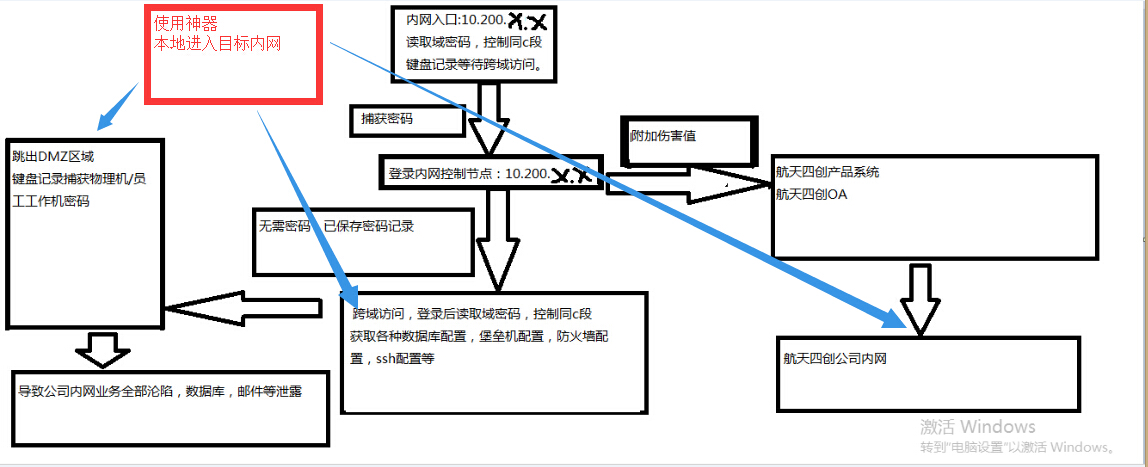 使用神器
本地进入目标内网
内网入口:10.200.x.x
读取域密码，控制同c段
键盘记录等待跨域访问。
捕获密码
附加伤害值
跳出DMZ区域
键盘记录捕获物理机/员
工工作机密码
登录内网控制节点：10.200.x.x
航天四创产品系统
航天四创OA
无需密码，已保存密码记录
跨域访问，登录后读取域密码，控制同c段
获取各种数据库配置，堡垒机配置，防火墙配
置，ssh配置等
航天四创公司内网
导致公司内网业务全部沦陷，数据库，邮件等泄露
激活 Windows
转到"电脑设置"以激活 Windows。